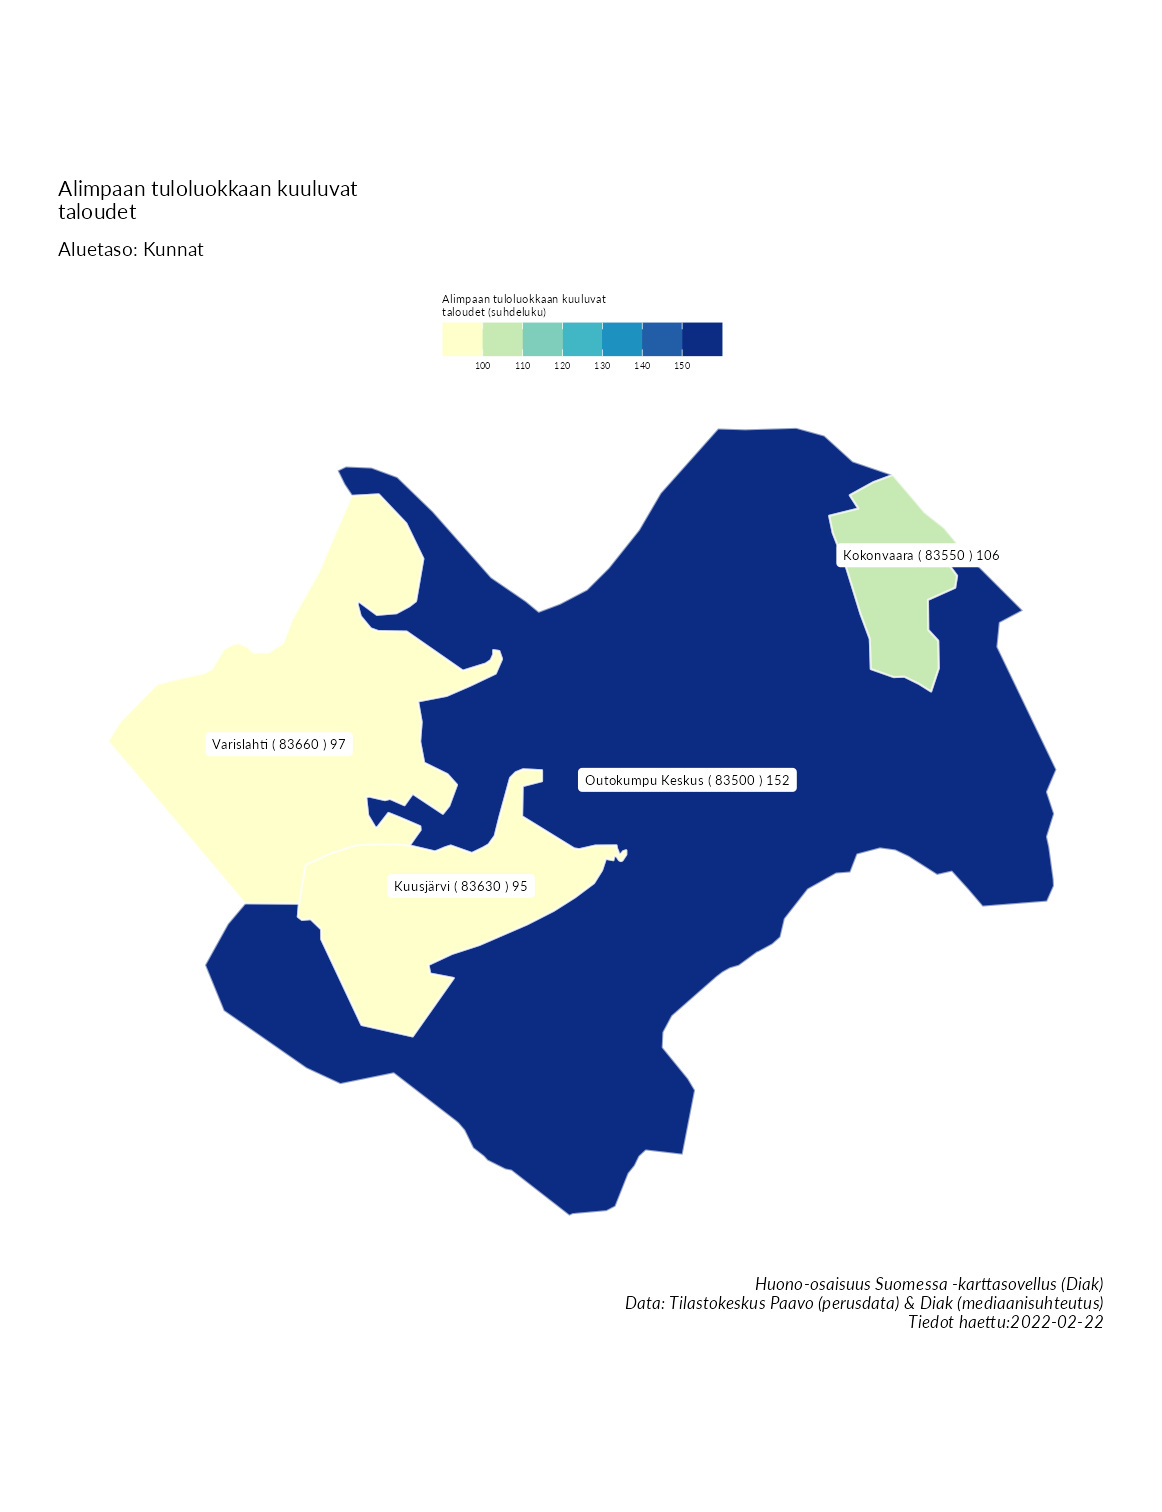 Alimpaan tuloluokkaan kuuluvat
taloudet
Aluetaso: Kunnat
Alimpaan tuloluokkaan kuuluvat
taloudet (suhdeluku)
100 110 120 130 140 150
Kokonvaara ( 83550 ) 106
Varislahti ( 83660 ) 97
Outokumpu Keskus ( 83500 ) 152
Kuusjärvi ( 83630 ) 95
Huono-osaisuus Suomessa -karttasovellus (Diak)
Data: Tilastokeskus Paavo (perusdata) & Diak (mediaanisuhteutus)
Tiedot haettu:2022-02-22